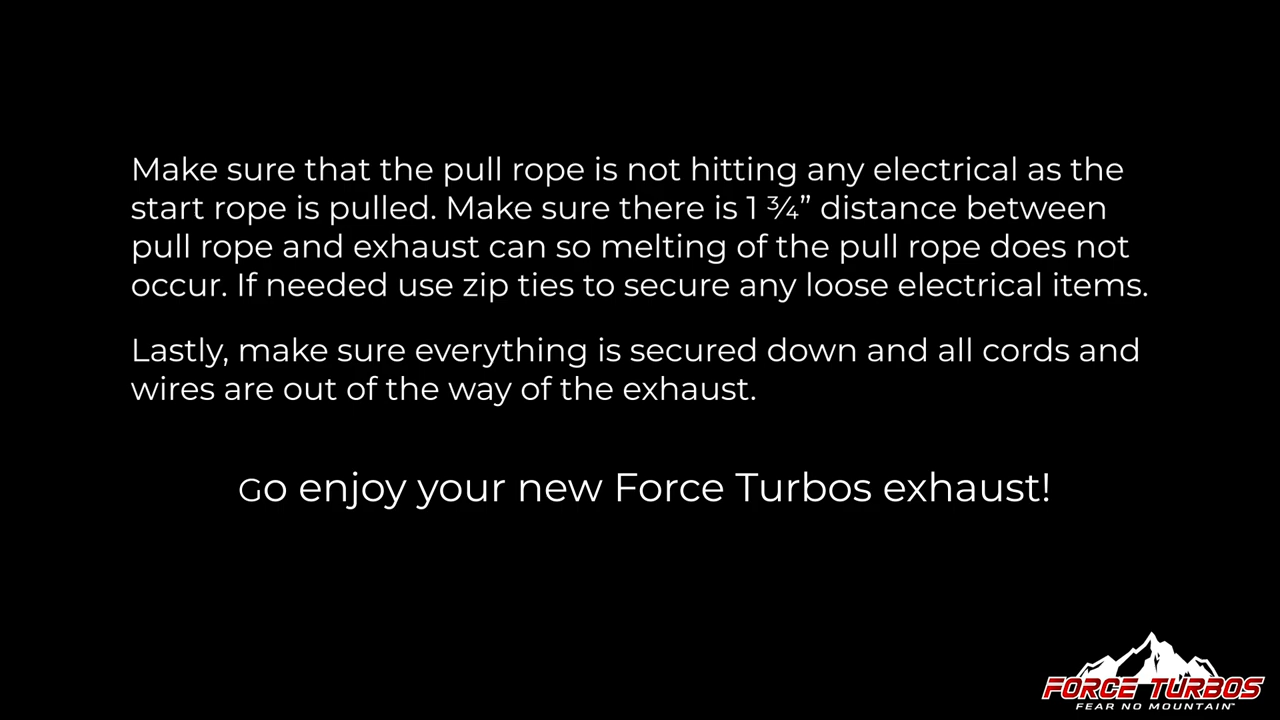 Make sure that the pull rope is not hitting any electrical as the
start rope is pulled. Make sure there is 1 ¾” distance between
pull rope and exhaust can so melting of the pull rope does not
occur. If needed use zip ties to secure any loose electrical items.
Lastly, make sure everything is secured down and all cords and
wires are out of the way of the exhaust.
Go enjoy your new Force Turbos exhaust!
FORCE TURBOS
FEAR NO MOUNTAIN™